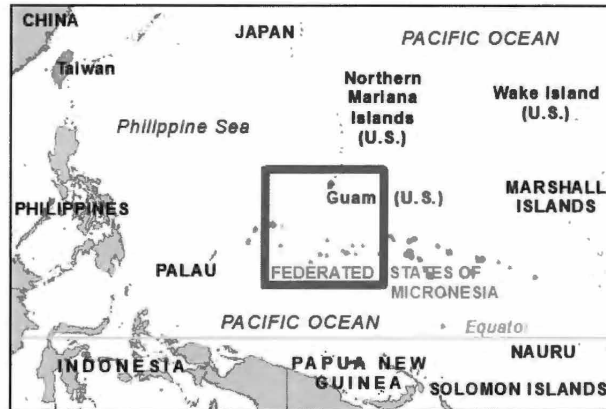 CHINA
JAPAN
PACIFIC OCEAN
Taiwan
Northern
Mariana
Islands
(U.S.)
Wake Island
(U.S.)
Philippine Sea
Guam (U.S.)
MARSHALL
ISLANDS
PHILIPPINES
PALAU
FEDERATED STATES OF
MICRONESIA
PACIFIC OCEAN
Equato
NAURU
INDONESIA
PAPUA NEW
GUINEA
SOLOMON ISLANDS